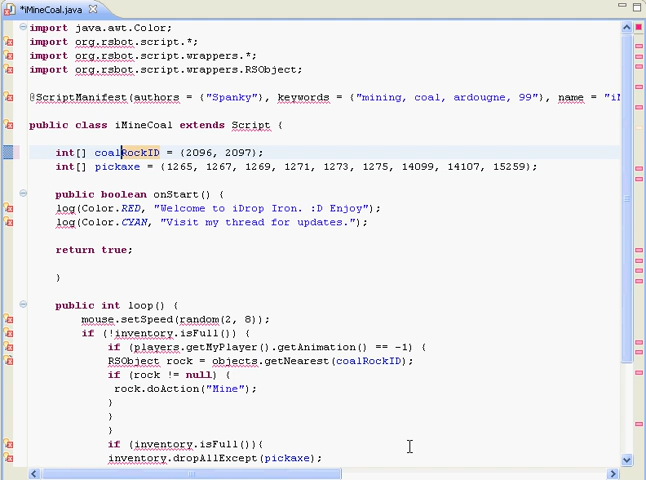 *iMineCoal.java
import java.awt.Color;
import org.rsbot.script.*;
import org.rsbot.script.wrappers.*;
import org.rsbot.script.wrappers.RSObject;
@ScriptManifest(authors = {"Spanky"}, keywords = {"mining, coal, ardougne, 99"}, name = "iM
public class iMineCoal extends Script {
int[] coalRockID = {2096, 2097};
int[] pickaxe = {1265, 1267, 1269, 1271, 1273, 1275, 14099, 14107, 15259};
public boolean onStart() {
log(Color.RED, "Welcome to iDrop Iron. :D Enjoy");
log(Color.CYAN, "Visit my thread for updates.");
return true;
}
public int loop() {
mouse.setSpeed(random(2, 8));
if (!inventory.isFull()) {
if (players.getMyPlayer().getAnimation() == -1) {
RSObject rock = objects.getNearest(coalRockID);
if (rock != null) {
rock.doAction("Mine");
}
}
}
if (inventory.isFull()){
inventory.dropAllExcept(pickaxe);